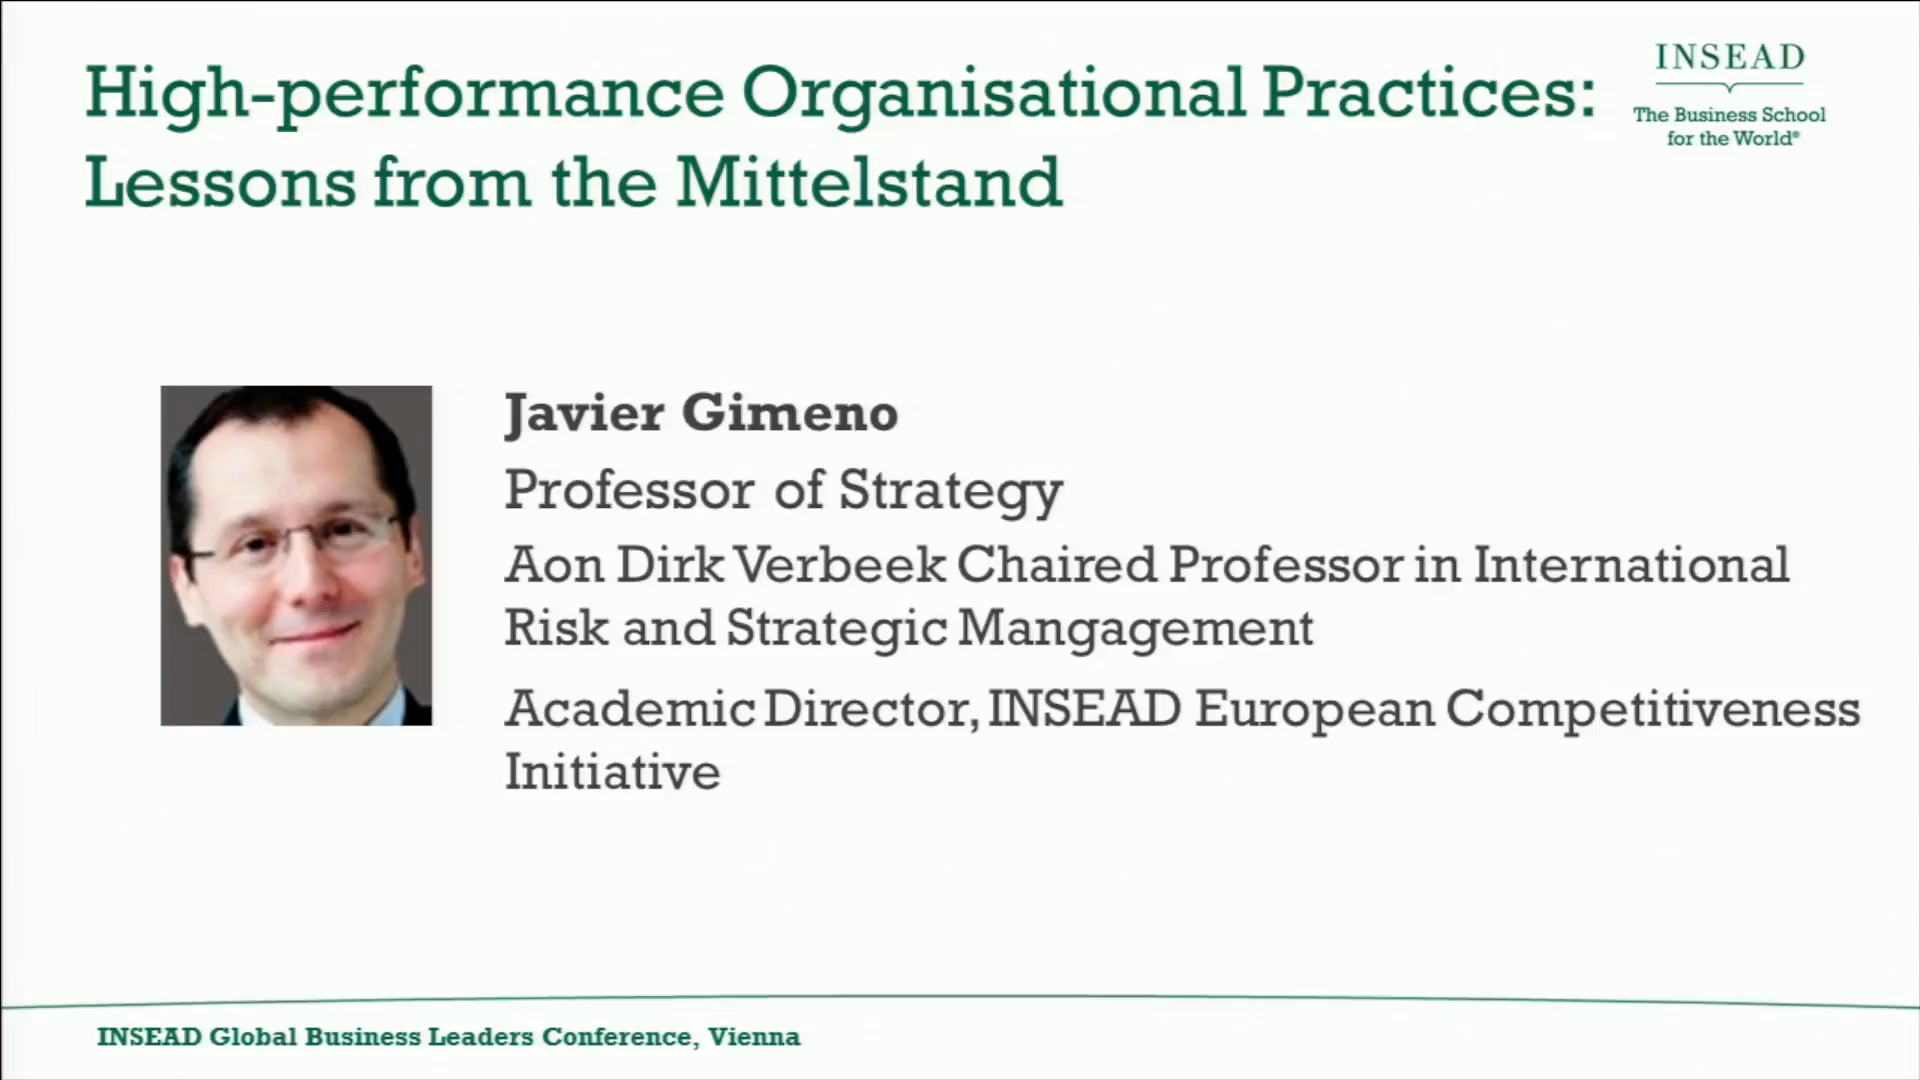 High-performance Organisational Practices:
Lessons from the Mittelstand
INSEAD
The Business School
for the World®
Javier Gimeno
Professor of Strategy
Aon Dirk Verbeek Chaired Professor in International
Risk and Strategic Mangagement
Academic Director, INSEAD European Competitiveness
Initiative
INSEAD Global Business Leaders Conference, Vienna